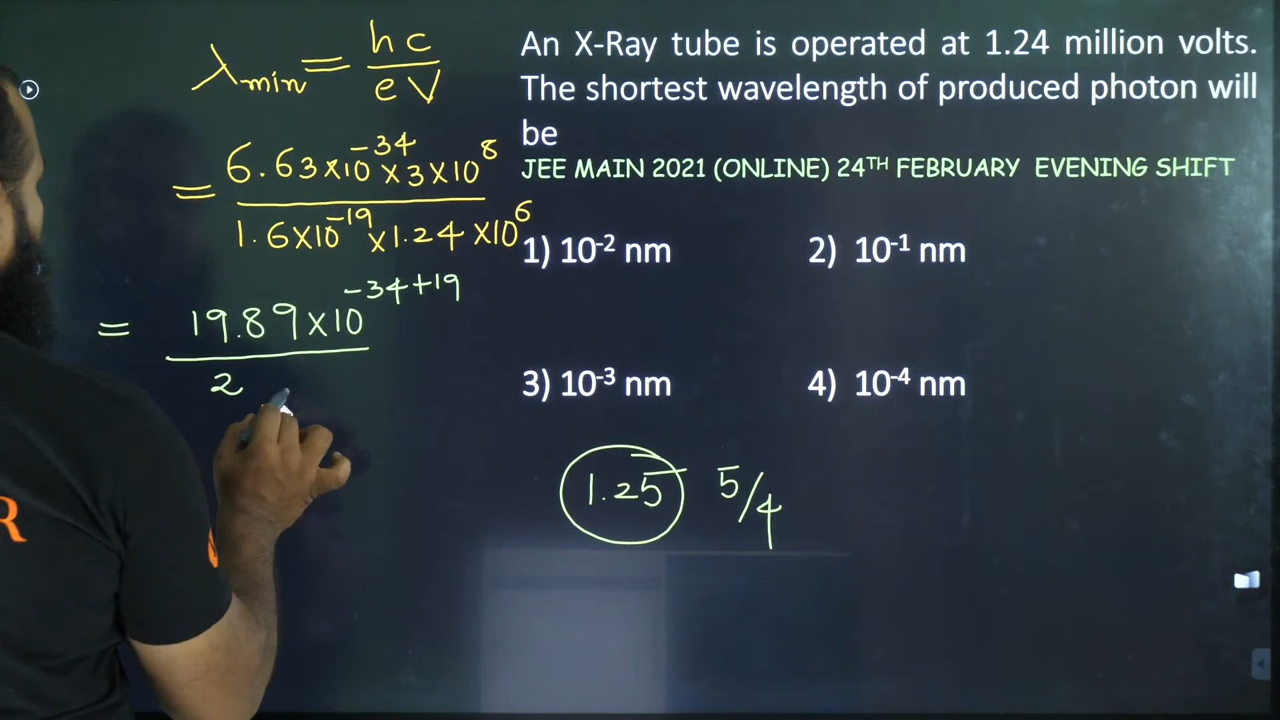 λmin = hc / eV
= 6.63×10^-34 ×3×10^8 / 1.6×10^-19 ×1.24×10^6
= 19.89×10^-34+19 / 2
An X-Ray tube is operated at 1.24 million volts.
The shortest wavelength of produced photon will
be
JEE MAIN 2021 (ONLINE) 24TH FEBRUARY EVENING SHIFT
1) 10^-2 nm 2) 10^-1 nm
3) 10^-3 nm 4) 10^-4 nm
1.25 5/4
R